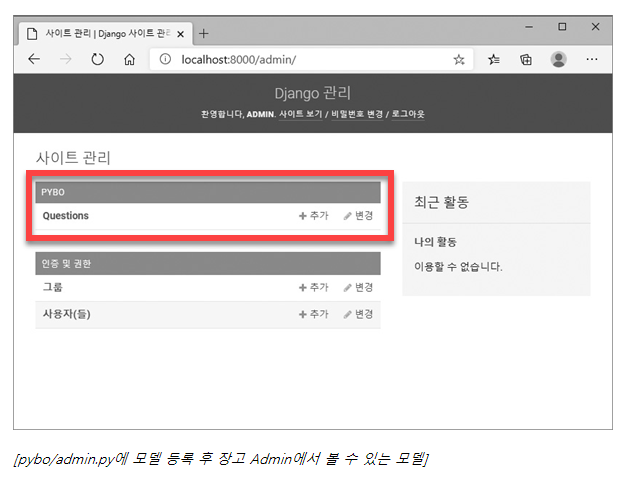 사이트 관리 | Django 사이트 관리
localhost:8000/admin/
Django 관리
환영합니다, ADMIN. 사이트 보기 / 비밀번호 변경 / 로그아웃
사이트 관리
PYBO
Questions 추가 변경
인증 및 권한
그룹 추가 변경
사용자(들) 추가 변경
최근 활동
나의 활동
이용할 수 없습니다.
[pybo/admin.py에 모델 등록 후 장고 Admin에서 볼 수 있는 모델]